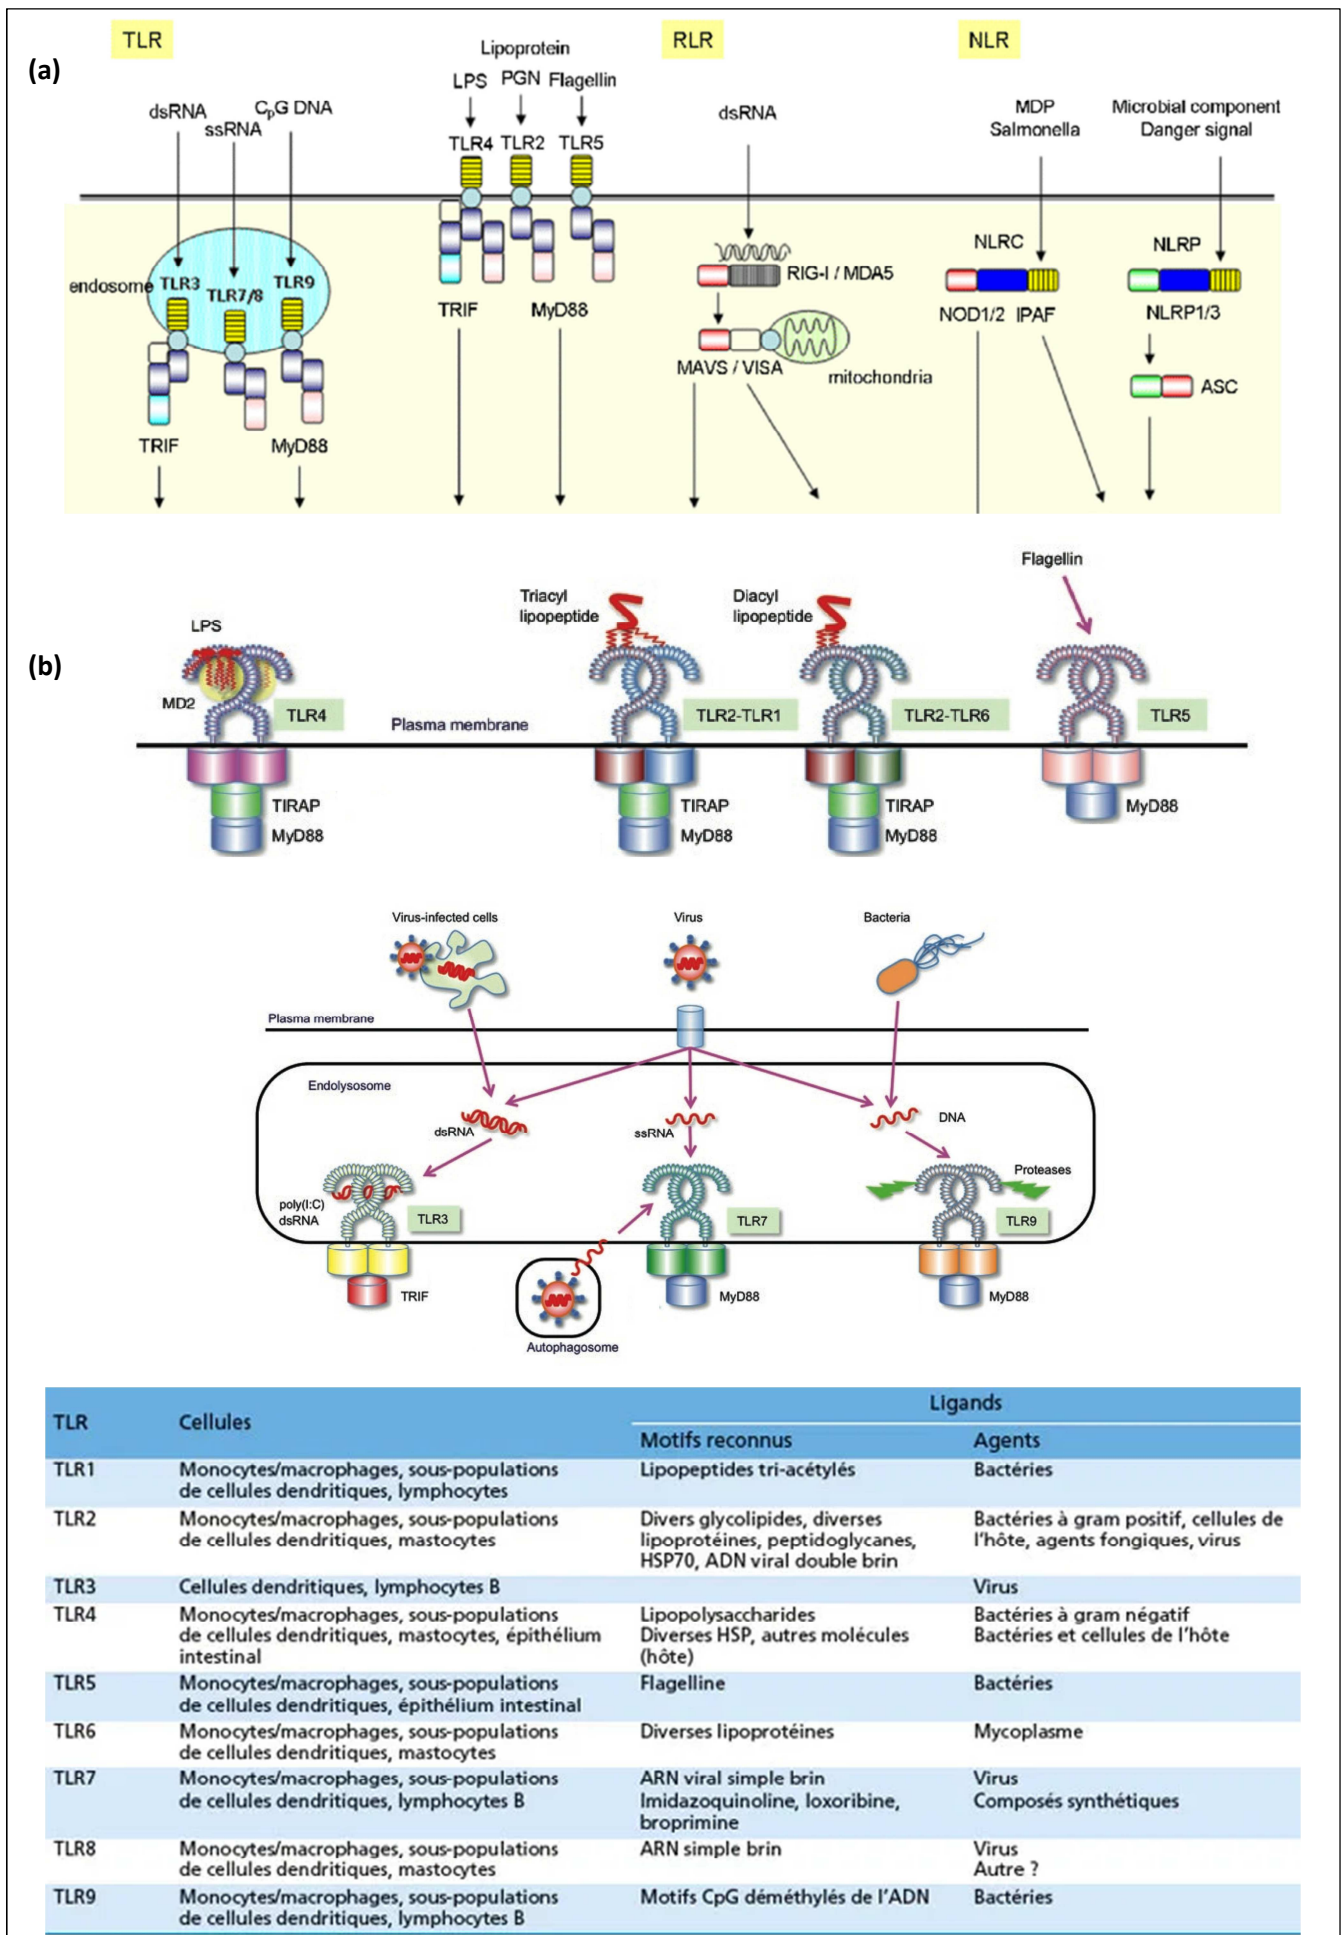 (a)
TLR
RLR
NLR
Lipoprotein
LPS PGN Flagellin
dsRNA
ssRNA
CpG DNA
TLR4 TLR2 TLR5
dsRNA
MDP
Salmonella
Microbial component
Danger signal
endosome
TLR3
TLR7/8
TLR9
TRIF
MyD88
TRIF
MyD88
RIG-I / MDA5
MAVS / VISA
mitochondria
NLRC
NOD1/2 IPAF
NLRP
NLRP1/3
ASC
(b)
LPS
MD2
TLR4
TIRAP
MyD88
Plasma membrane
Triacyl
lipopeptide
TLR2-TLR1
TIRAP
MyD88
Diacyl
lipopeptide
TLR2-TLR6
TIRAP
MyD88
Flagellin
TLR5
MyD88
Virus-infected cells
Virus
Bacteria
Plasma membrane
Endolysosome
dsRNA
ssRNA
DNA
poly(I:C)
dsRNA
TLR3
TRIF
TLR7
MyD88
Proteases
TLR9
MyD88
Autophagosome
TLR Cellules Ligands
Motifs reconnus Agents
TLR1 Monocytes/macrophages, sous-populations Lipopeptides tri-acétylés Bactéries
de cellules dendritiques, lymphocytes
TLR2 Monocytes/macrophages, sous-populations Divers glycolipides, diverses Bactéries à gram positif, cellules de
de cellules dendritiques, mastocytes lipoprotéines, peptidoglycanes, l'hôte, agents fongiques, virus
HSP70, ADN viral double brin
TLR3 Cellules dendritiques, lymphocytes B Virus
TLR4 Monocytes/macrophages, sous-populations Lipopolysaccharides Bactéries à gram négatif
de cellules dendritiques, mastocytes, épithélium Diverses HSP, autres molécules Bactéries et cellules de l'hôte
intestinal (hôte)
TLR5 Monocytes/macrophages, sous-populations Flagelline Bactéries
de cellules dendritiques, épithélium intestinal
TLR6 Monocytes/macrophages, sous-populations Diverses lipoprotéines Mycoplasme
de cellules dendritiques, mastocytes
TLR7 Monocytes/macrophages, sous-populations ARN viral simple brin Virus
de cellules dendritiques, lymphocytes B Imidazoquinoline, loxoribine, Composés synthétiques
broprimine
TLR8 Monocytes/macrophages, sous-populations ARN simple brin Virus
de cellules dendritiques, mastocytes Autre ?
TLR9 Monocytes/macrophages, sous-populations Motifs CpG déméthylés de l'ADN Bactéries
de cellules dendritiques, lymphocytes B